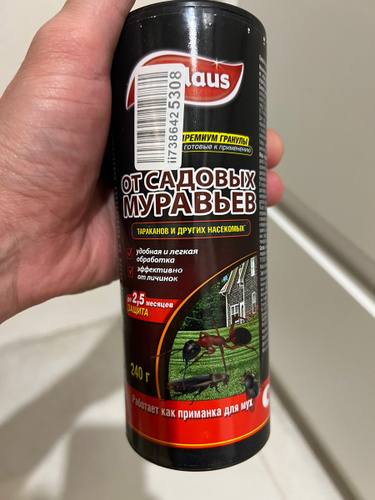 laus
ii7386425308
ПРЕМИУМ ГРАНУЛЫ
готовые к применению
ОТ САДОВЫХ
МУРАВЬЕВ
ТАРАКАНОВ И ДРУГИХ НАСЕКОМЫХ
удобная и легкая
обработка
эффективно
от личинок
до 2,5 месяцев
ЗАЩИТА
240 г
Работает как приманка для мух